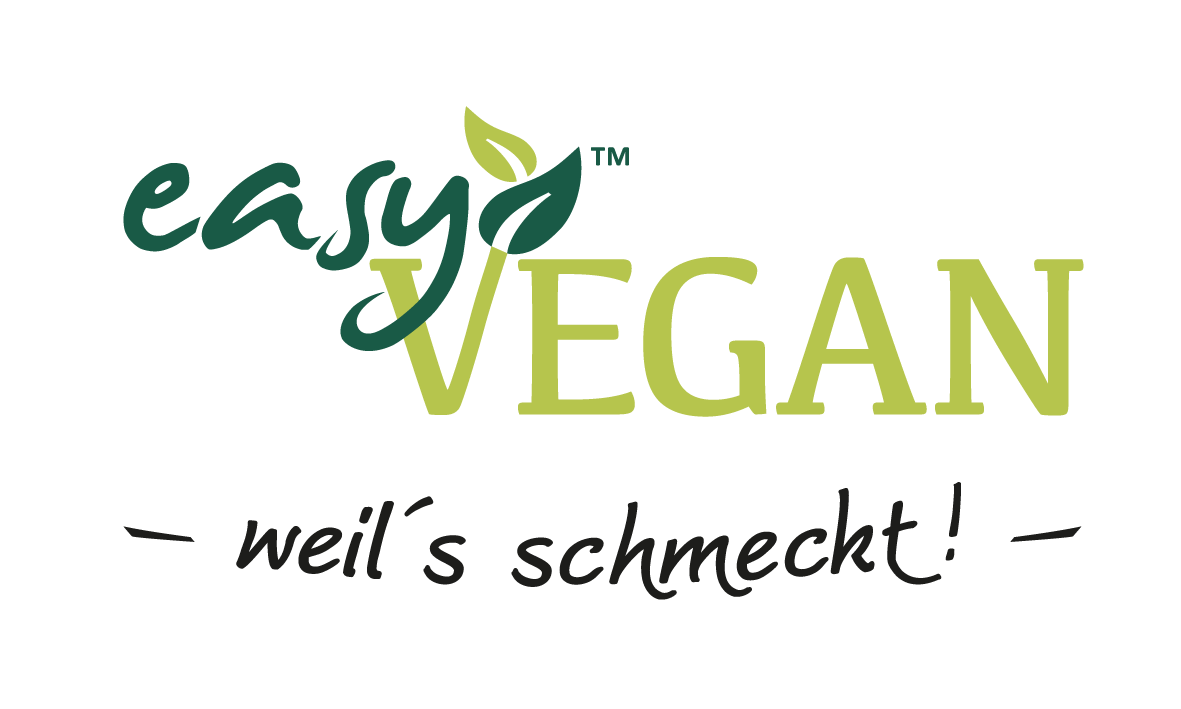 easy™
VEGAN
– weil´s schmeckt! –